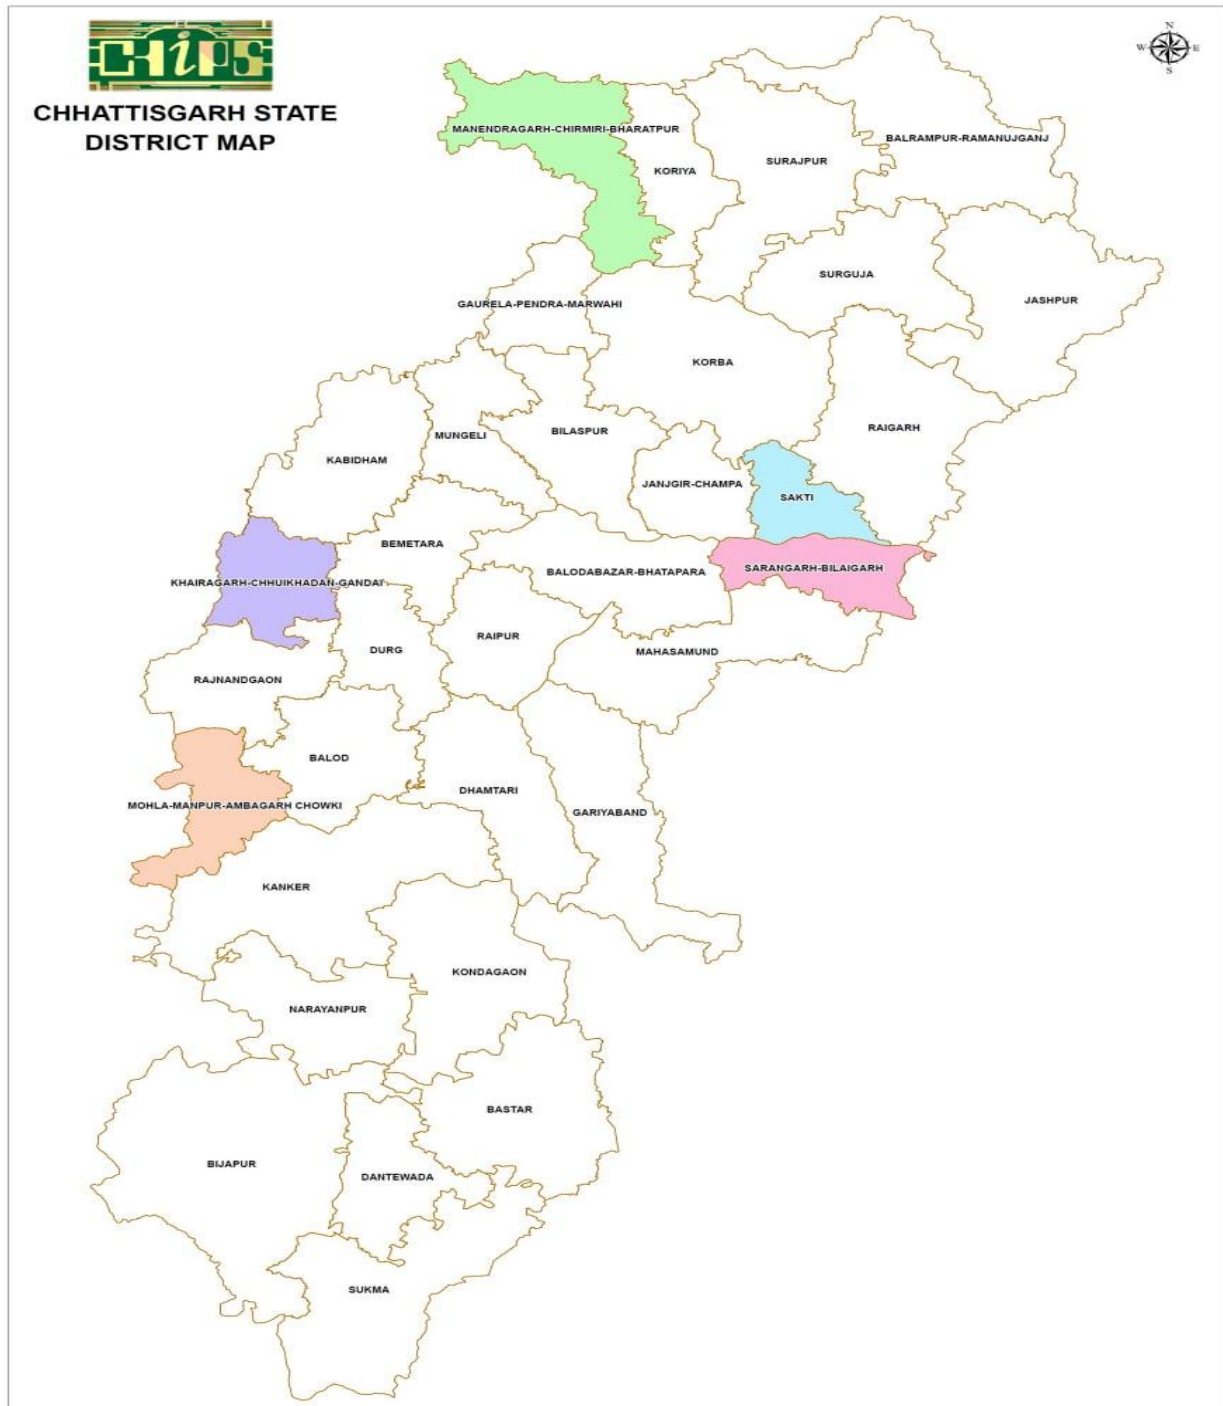 CHiPS
CHHATTISGARH STATE
DISTRICT MAP
N
W E
S
MANENDRAGARH-CHIRMIRI-BHARATPUR
BALRAMPUR-RAMANUJGANJ
SURAJPUR
KORIYA
SURGUJA
JASHPUR
GAURELA-PENDRA-MARWAHI
KORBA
RAIGARH
BILASPUR
MUNGELI
KABIDHAM
JANJGIR-CHAMPA
SAKTI
BEMETARA
SARANGARH-BILAIGARH
BALODABAZAR-BHATAPARA
KHAIRAGARH-CHHUIKHADAN-GANDAI
RAIPUR
DURG
MAHASAMUND
RAJNANDGAON
BALOD
DHAMTARI
MOHLA-MANPUR-AMBAGARH CHOWKI
GARIYABAND
KANKER
KONDAGAON
NARAYANPUR
BASTAR
BIJAPUR
DANTEWADA
SUKMA